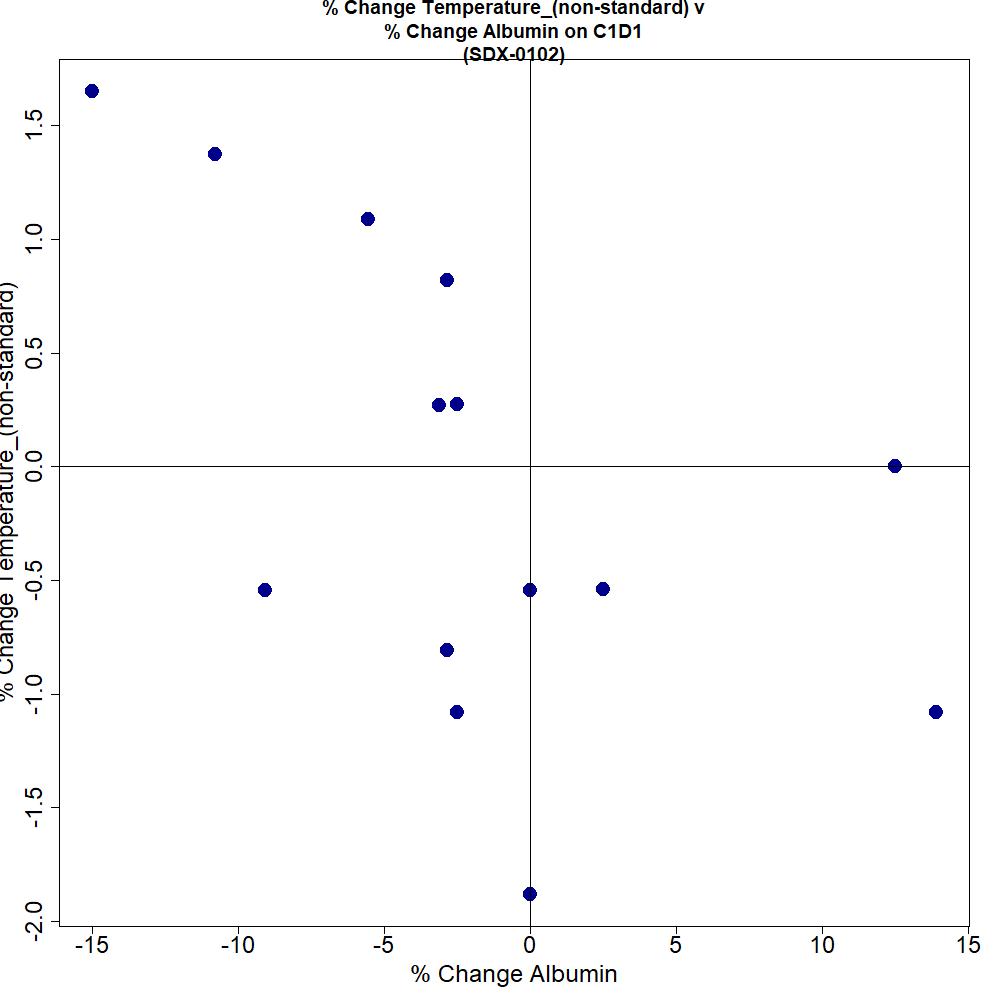 % Change Temperature_(non-standard) v
% Change Albumin on C1D1
(SDX-0102)
% Change Temperature_(non-standard)
1.5
1.0
0.5
0.0
-0.5
-1.0
-1.5
-2.0
-15 -10 -5 0 5 10 15
% Change Albumin